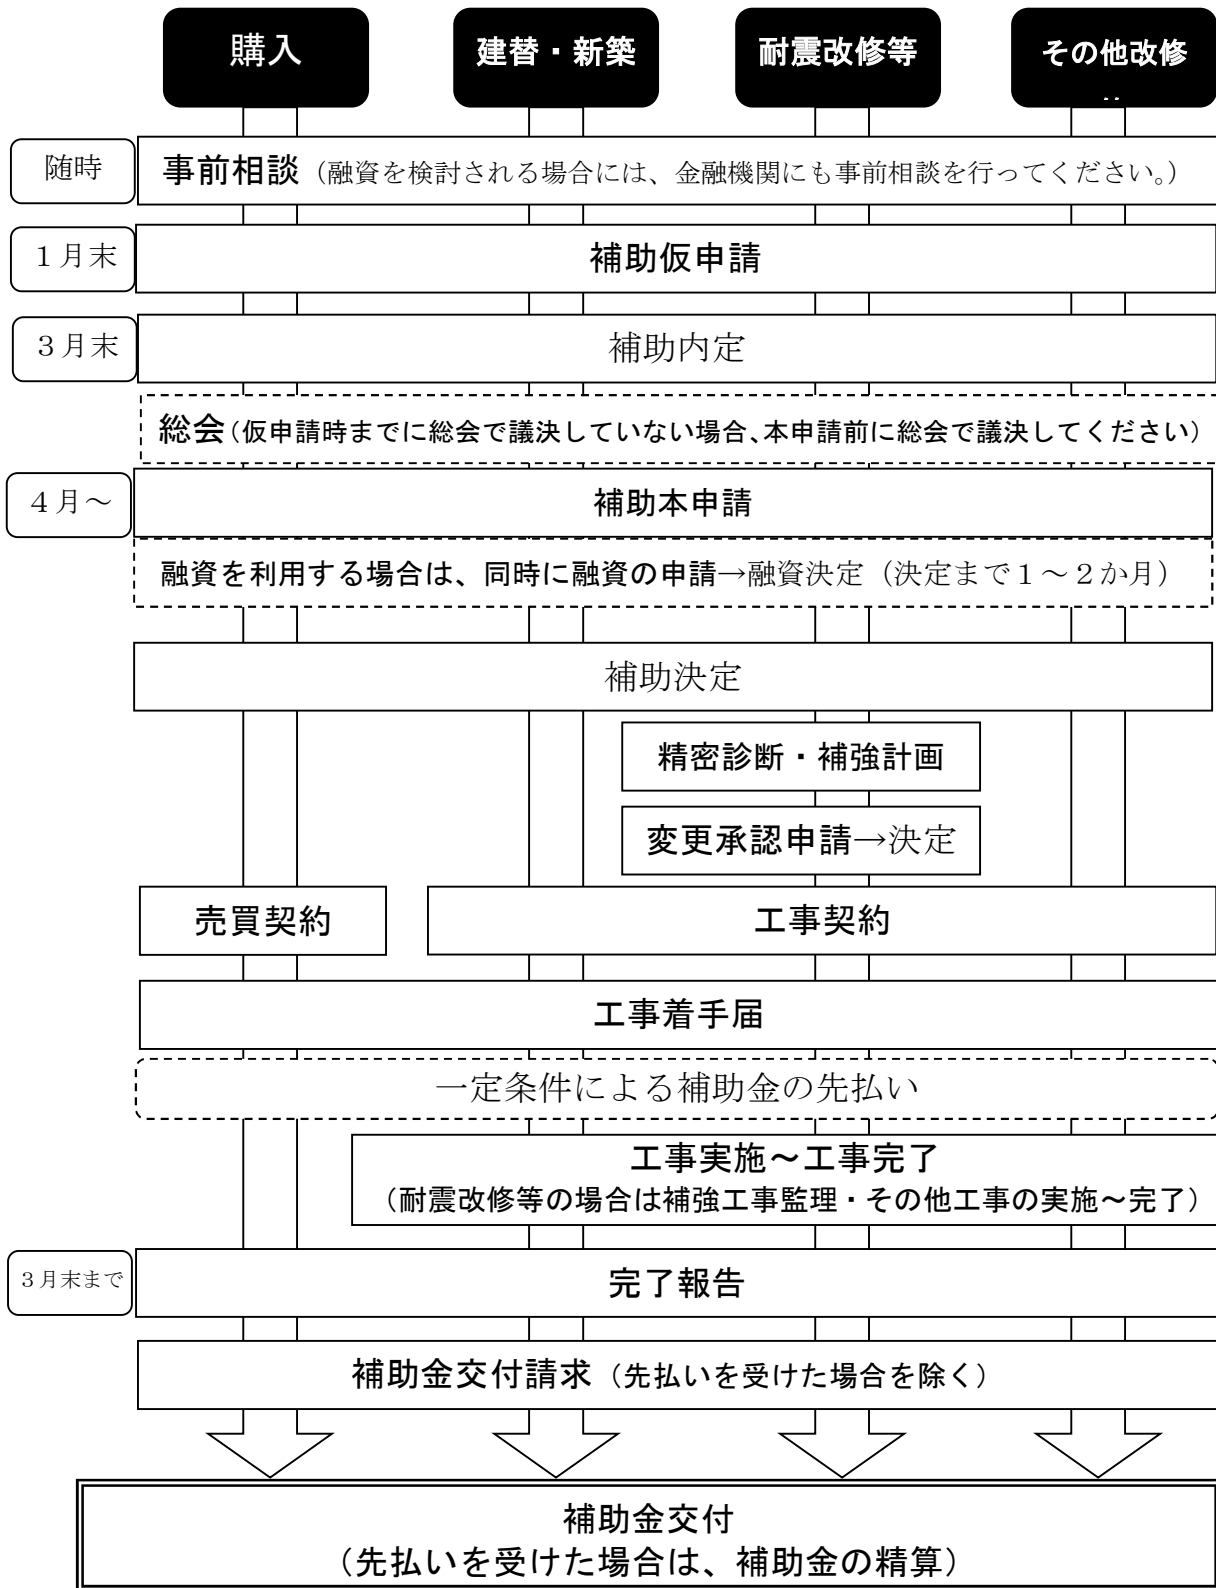 購入
建替・新築
耐震改修等
その他改修
随時
事前相談（融資を検討される場合には、金融機関にも事前相談を行ってください。）
１月末
補助仮申請
３月末
補助内定
総会（仮申請時までに総会で議決していない場合、本申請前に総会で議決してください）
４月～
補助本申請
融資を利用する場合は、同時に融資の申請→融資決定（決定まで１～２か月）
補助決定
精密診断・補強計画
変更承認申請→決定
売買契約
工事契約
工事着手届
一定条件による補助金の先払い
工事実施～工事完了
（耐震改修等の場合は補強工事監理・その他工事の実施～完了）
３月末まで
完了報告
補助金交付請求（先払いを受けた場合を除く）
補助金交付
（先払いを受けた場合は、補助金の精算）